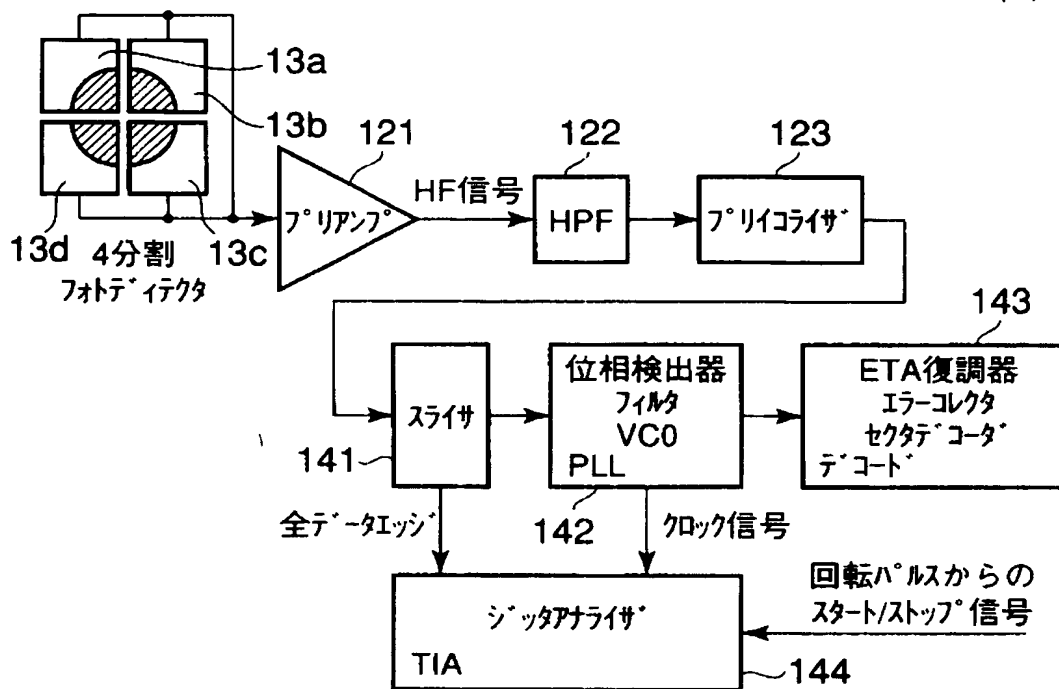 13a
13b
13d
13c
4分割
フォトディテクタ
121
プリアンプ
HF信号
122
HPF
123
プリイコライザ
スライサ
141
位相検出器
フィルタ
VC0
PLL
142
143
ETA復調器
エラーコレクタ
セクタデコーダ
デコード
全データエッジ
クロック信号
ジッタアナライザ
TIA
144
回転パルスからの
スタート/ストップ信号